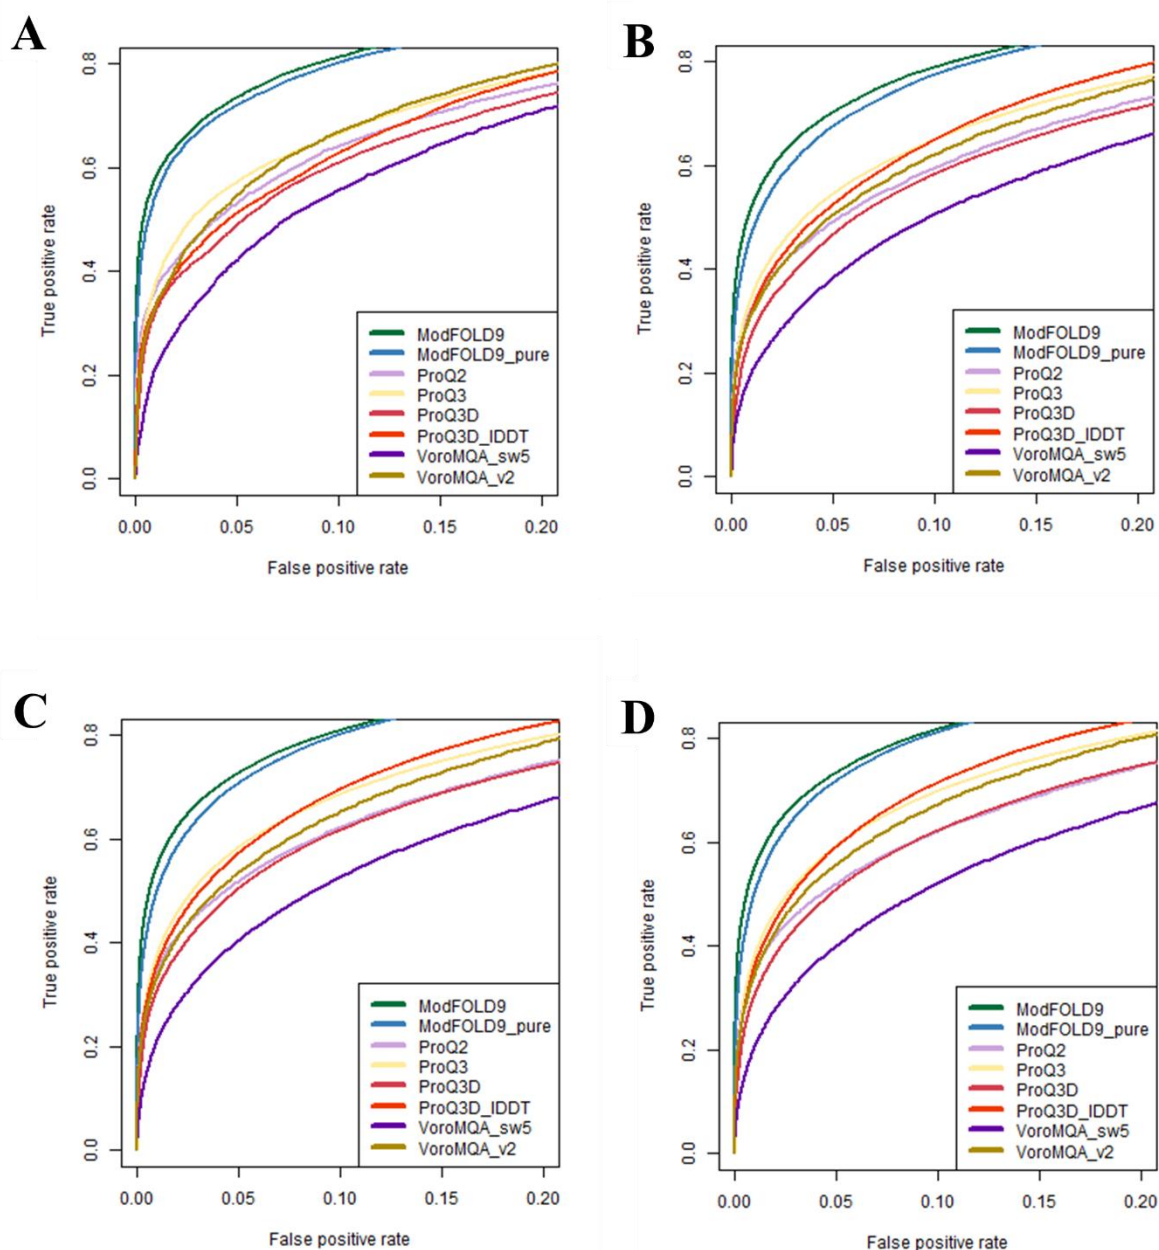 A
True positive rate
0.8
0.6
0.4
0.2
0.0
ModFOLD9
ModFOLD9_pure
ProQ2
ProQ3
ProQ3D
ProQ3D_lDDT
VoroMQA_sw5
VoroMQA_v2
0.00 0.05 0.10 0.15 0.20
False positive rate
B
True positive rate
0.8
0.6
0.4
0.2
0.0
ModFOLD9
ModFOLD9_pure
ProQ2
ProQ3
ProQ3D
ProQ3D_lDDT
VoroMQA_sw5
VoroMQA_v2
0.00 0.05 0.10 0.15 0.20
False positive rate
C
True positive rate
0.8
0.6
0.4
0.2
0.0
ModFOLD9
ModFOLD9_pure
ProQ2
ProQ3
ProQ3D
ProQ3D_lDDT
VoroMQA_sw5
VoroMQA_v2
0.00 0.05 0.10 0.15 0.20
False positive rate
D
True positive rate
0.8
0.6
0.4
0.2
0.0
ModFOLD9
ModFOLD9_pure
ProQ2
ProQ3
ProQ3D
ProQ3D_lDDT
VoroMQA_sw5
VoroMQA_v2
0.00 0.05 0.10 0.15 0.20
False positive rate